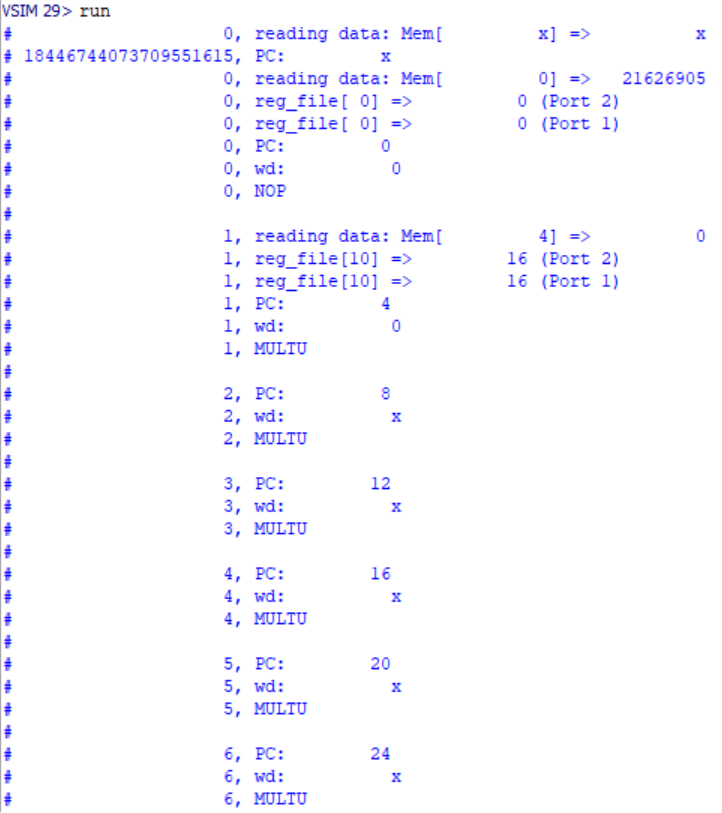 VSIM 29> run
# 0, reading data: Mem[ x] => x
# 18446744073709551615, PC: x
# 0, reading data: Mem[ 0] => 21626905
# 0, reg_file[ 0] => 0 (Port 2)
# 0, reg_file[ 0] => 0 (Port 1)
# 0, PC: 0
# 0, wd: 0
# 0, NOP
#
# 1, reading data: Mem[ 4] => 0
# 1, reg_file[10] => 16 (Port 2)
# 1, reg_file[10] => 16 (Port 1)
# 1, PC: 4
# 1, wd: 0
# 1, MULTU
#
# 2, PC: 8
# 2, wd: x
# 2, MULTU
#
# 3, PC: 12
# 3, wd: x
# 3, MULTU
#
# 4, PC: 16
# 4, wd: x
# 4, MULTU
#
# 5, PC: 20
# 5, wd: x
# 5, MULTU
#
# 6, PC: 24
# 6, wd: x
# 6, MULTU